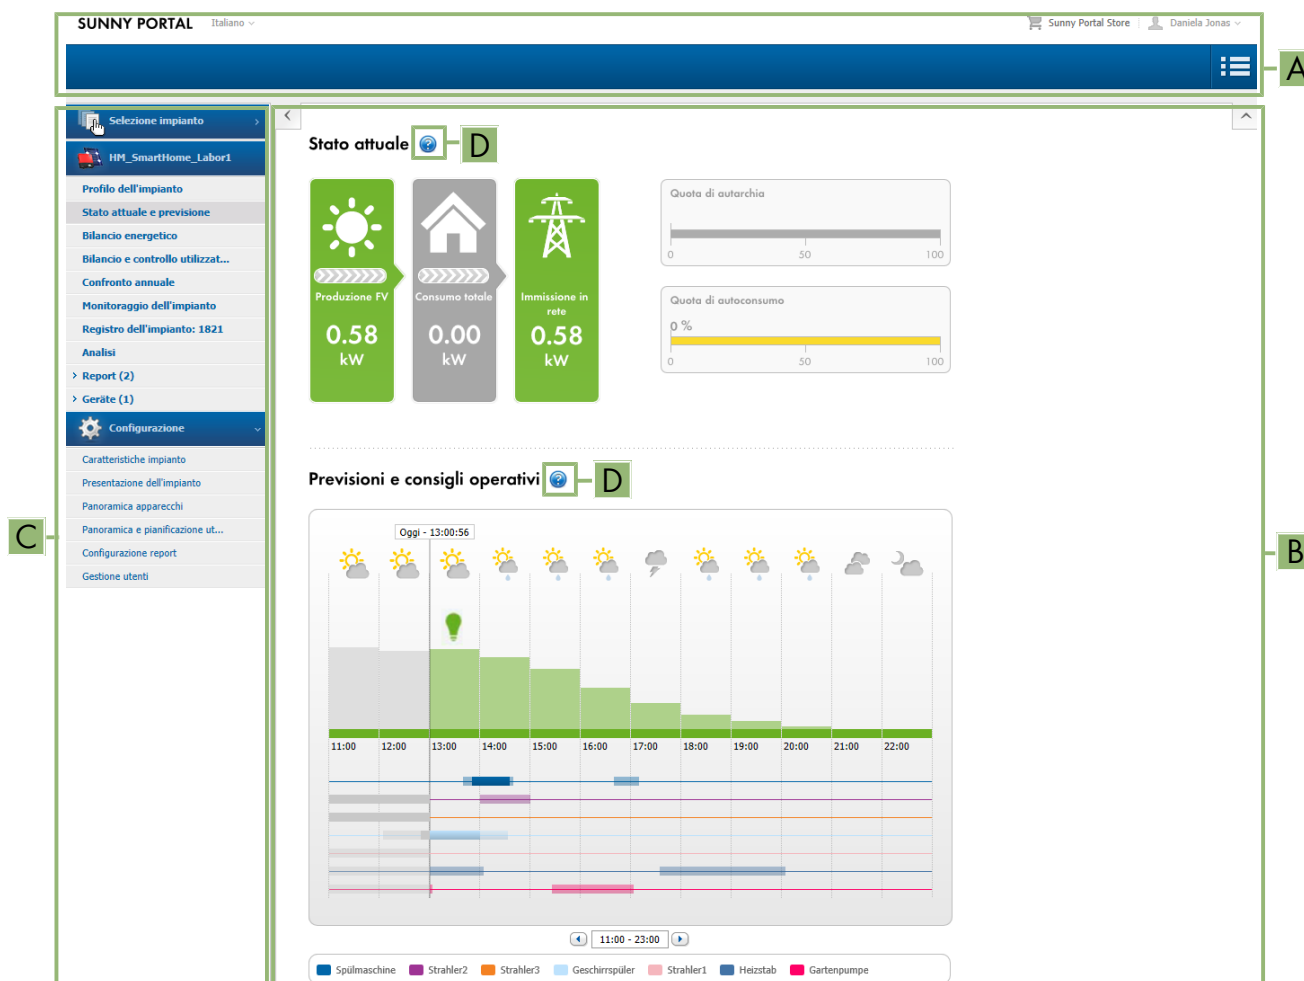 SUNNY PORTAL Italiano Sunny Portal Store Daniela Jonas
A
Selezione impianto
HM_SmartHome_Labor1
Profilo dell'impianto
Stato attuale e previsione
Bilancio energetico
Bilancio e controllo utilizzat...
Confronto annuale
Monitoraggio dell'impianto
Registro dell'impianto: 1821
Analisi
Report (2)
Geräte (1)
Configurazione
Caratteristiche impianto
Presentazione dell'impianto
Panoramica apparecchi
Panoramica e pianificazione ut...
Configurazione report
Gestione utenti
C
Stato attuale ? D
Produzione FV
0.58
kW
Consumo totale
0.00
kW
Immissione in
rete
0.58
kW
Quota di autarchia
0 50 100
Quota di autoconsumo
0 %
0 50 100
Previsioni e consigli operativi ? D
B
Oggi - 13:00:56
11:00 12:00 13:00 14:00 15:00 16:00 17:00 18:00 19:00 20:00 21:00 22:00
11:00 - 23:00
Spülmaschine Strahler2 Strahler3 Geschirrspüler Strahler1 Heizstab Gartenpumpe